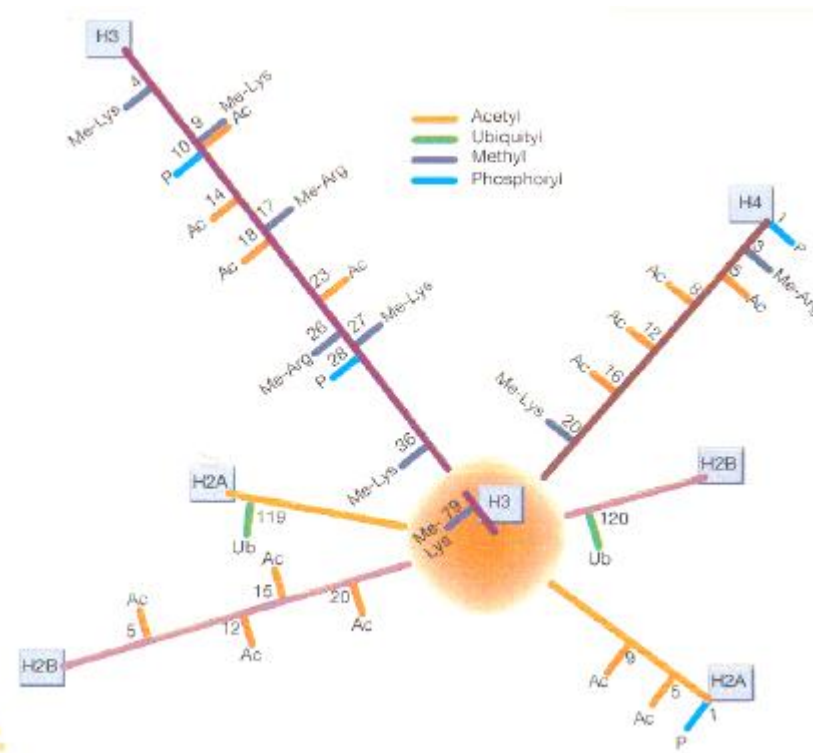 H3
4
Me-Lys
9
Me-Lys
Ac
10
P
14
Ac
17
Me-Arg
18
Ac
23
Ac
26
Me-Arg
27
Me-Lys
28
P
36
Me-Lys
Acetyl
Ubiquityl
Methyl
Phosphoryl
H4
1
P
3
Me-Arg
5
Ac
8
Ac
12
Ac
16
Ac
20
Me-Lys
H2A
119
Ub
H3
79
Me-
Lys
H2B
120
Ub
H2B
5
Ac
12
Ac
15
Ac
20
Ac
H2A
9
Ac
5
Ac
1
P